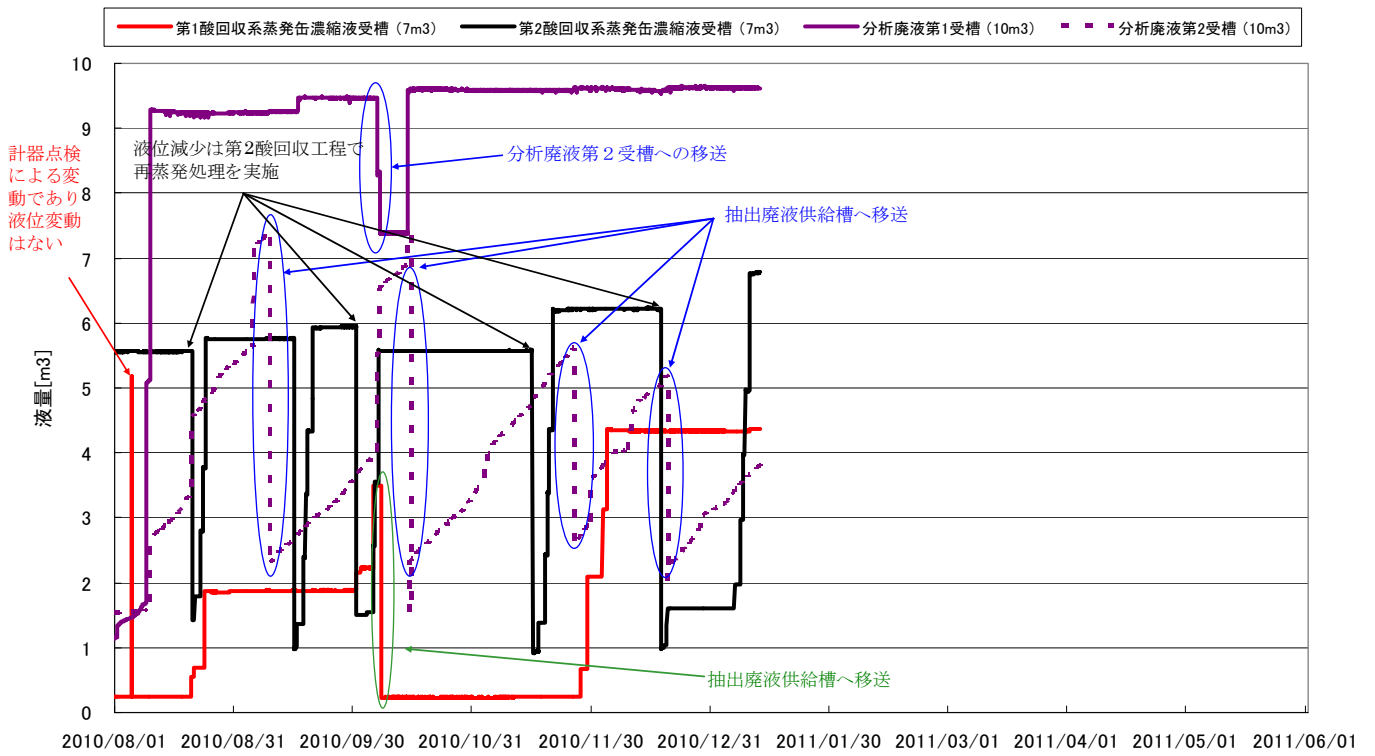 第1酸回収系蒸発缶濃縮液受槽（7m3） 第2酸回収系蒸発缶濃縮液受槽（7m3） 分析廃液第1受槽（10m3） 分析廃液第2受槽（10m3）
計器点検
による変
動であり
液位変動
はない
液位減少は第2酸回収工程で
再蒸発処理を実施
分析廃液第２受槽への移送
抽出廃液供給槽へ移送
抽出廃液供給槽へ移送
液量[m3]
10
9
8
7
6
5
4
3
2
1
0
2010/08/01 2010/08/31 2010/09/30 2010/10/31 2010/11/30 2010/12/31 2011/01/30 2011/03/01 2011/04/01 2011/05/01 2011/06/01